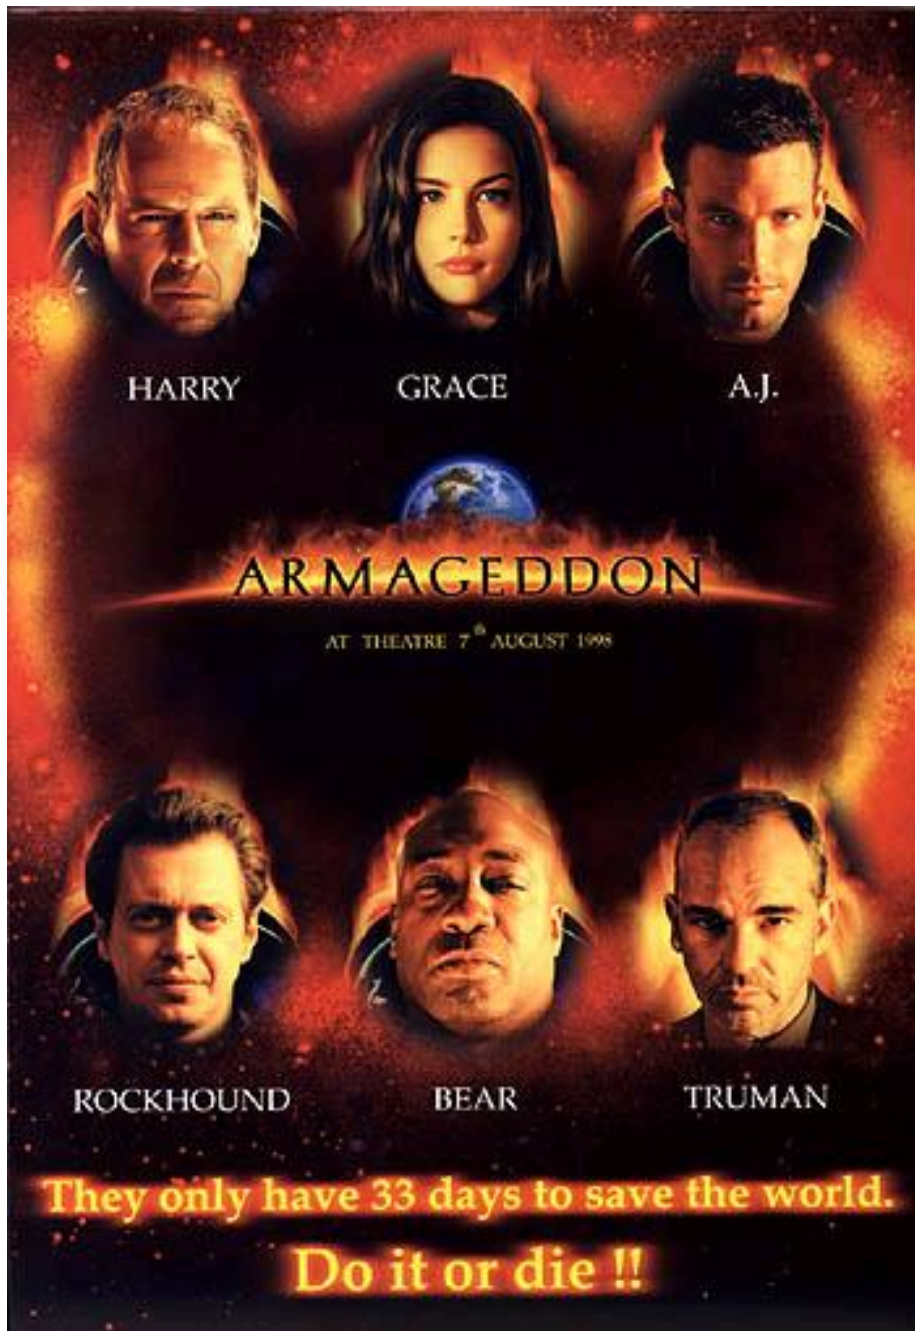 HARRY GRACE A.J.
ARMAGEDDON
AT THEATRE 7th AUGUST 1998
ROCKHOUND BEAR TRUMAN
They only have 33 days to save the world.
Do it or die !!